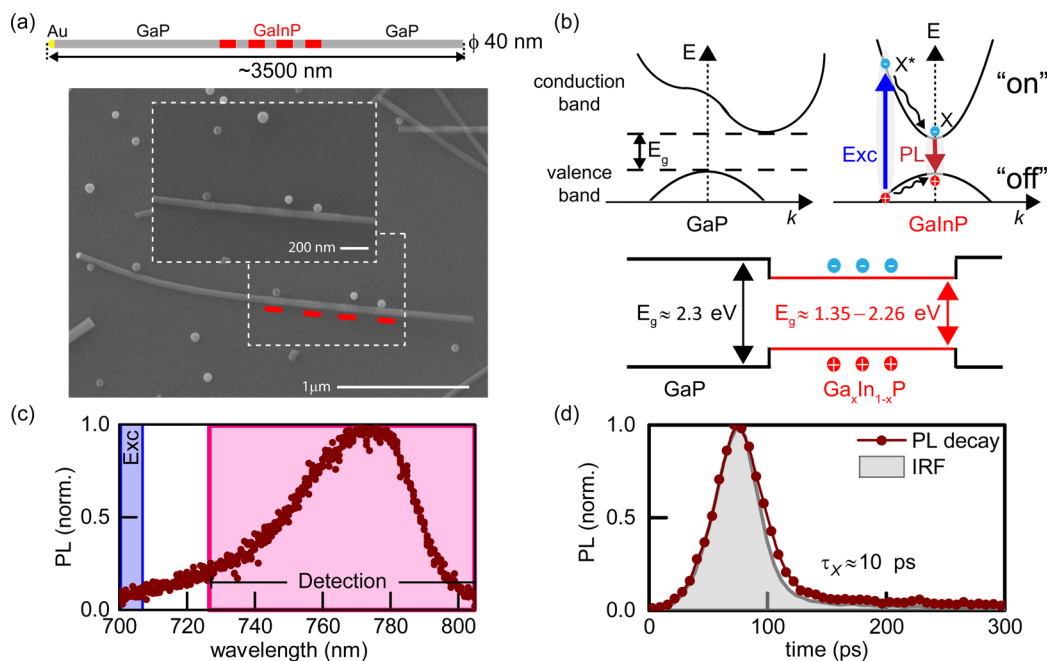 (a)
Au GaP GaInP GaP ϕ 40 nm
~3500 nm
200 nm
1μm
(b)
E E
conduction
band
E_g
valence
band
k
GaP
X*
X
"on"
Exc
PL
"off"
k
GaInP
E_g ≈ 2.3 eV
E_g ≈ 1.35 – 2.26 eV
GaP
Ga_xIn_{1-x}P
(c)
PL (norm.)
1.0
0.5
0.0
Exc
Detection
700 720 740 760 780 800
wavelength (nm)
(d)
PL (norm.)
1.0
0.5
0.0
PL decay
IRF
τ_X ≈ 10 ps
0 100 200 300
time (ps)